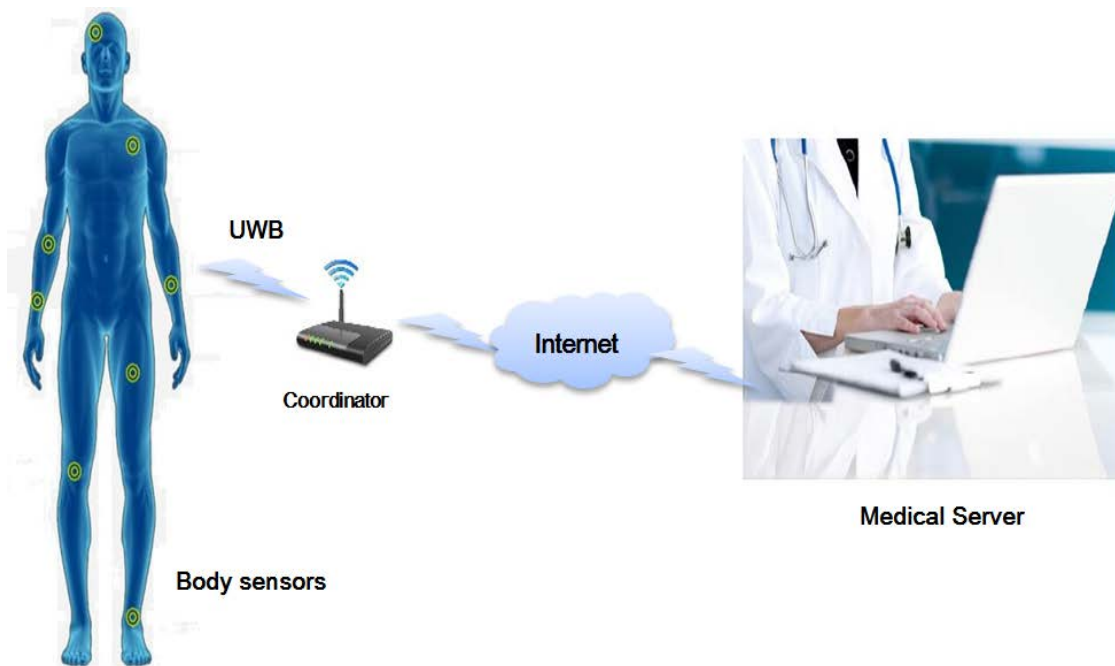 UWB
Internet
Coordinator
Medical Server
Body sensors